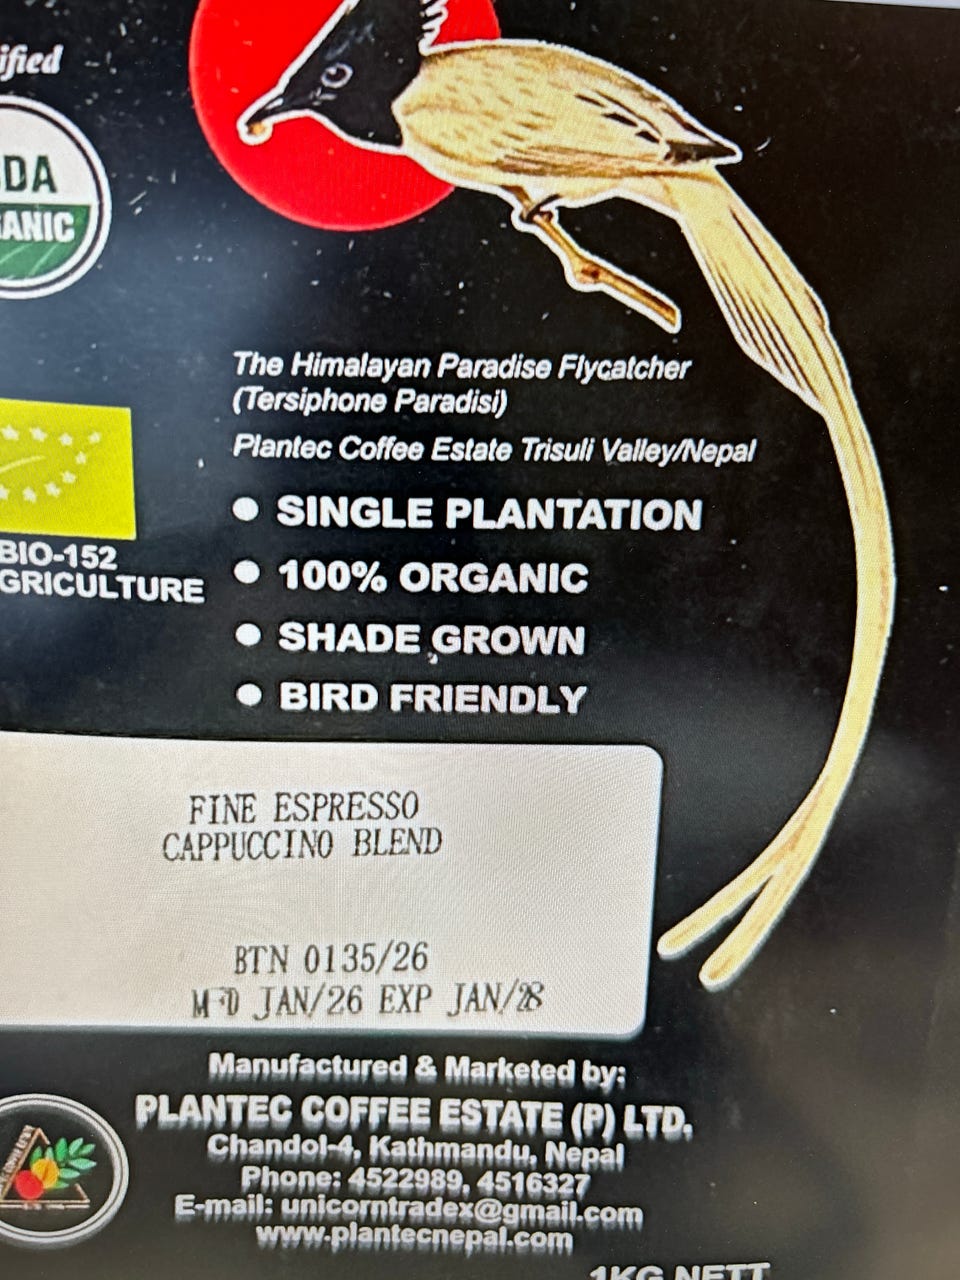 ified
DA
ANIC
The Himalayan Paradise Flycatcher
(Tersiphone Paradisi)
Plantec Coffee Estate Trisuli Valley/Nepal
BIO-152
GRICULTURE
● SINGLE PLANTATION
● 100% ORGANIC
● SHADE GROWN
● BIRD FRIENDLY
FINE ESPRESSO
CAPPUCCINO BLEND
BTN 0135/26
JAN/26 EXP JAN/28
Manufactured & Marketed by:
PLANTEC COFFEE ESTATE (P) LTD.
Chandol-4, Kathmandu, Nepal
Phone: 4522989, 4516327
E-mail: unicorntradex@gmail.com
www.plantecnepal.com
1KG NETT